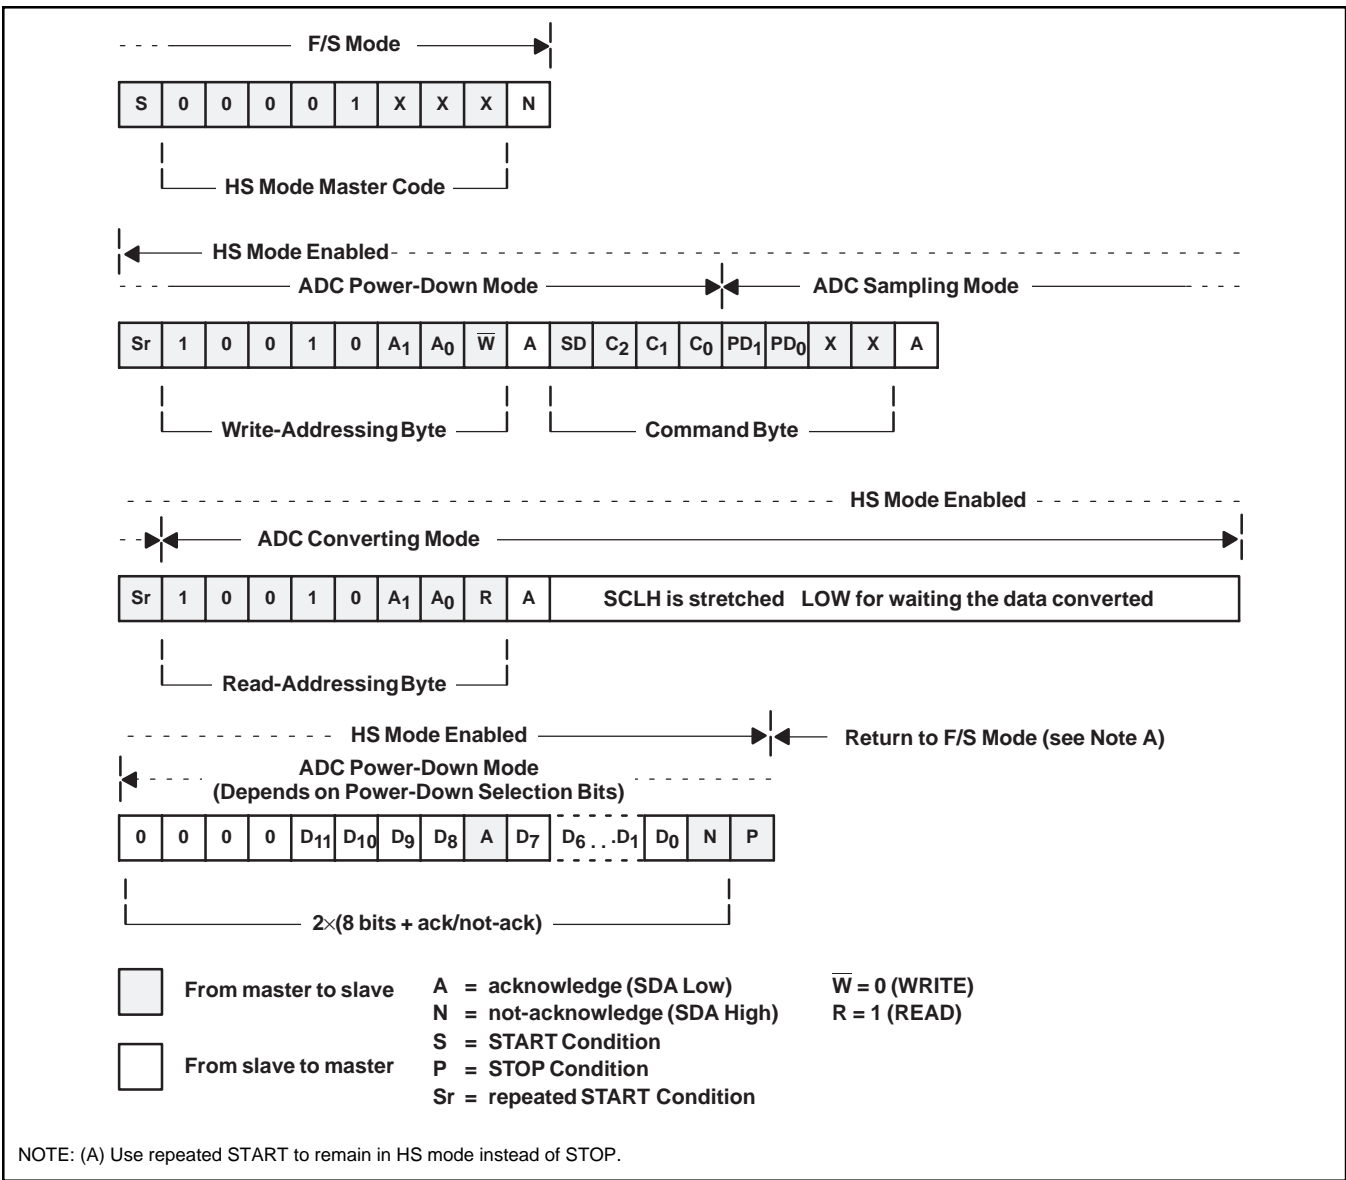 F/S Mode
S 0 0 0 0 1 X X X N
HS Mode Master Code
HS Mode Enabled
ADC Power-Down Mode ADC Sampling Mode
Sr 1 0 0 1 0 A1 A0 W̅ A SD C2 C1 C0 PD1 PD0 X X A
Write-Addressing Byte Command Byte
HS Mode Enabled
ADC Converting Mode
Sr 1 0 0 1 0 A1 A0 R A SCLH is stretched LOW for waiting the data converted
Read-Addressing Byte
HS Mode Enabled Return to F/S Mode (see Note A)
ADC Power-Down Mode
(Depends on Power-Down Selection Bits)
0 0 0 0 D11 D10 D9 D8 A D7 D6 . . .D1 D0 N P
2×(8 bits + ack/not-ack)
From master to slave A = acknowledge (SDA Low) W̅ = 0 (WRITE)
N = not-acknowledge (SDA High) R = 1 (READ)
S = START Condition
From slave to master P = STOP Condition
Sr = repeated START Condition
NOTE: (A) Use repeated START to remain in HS mode instead of STOP.